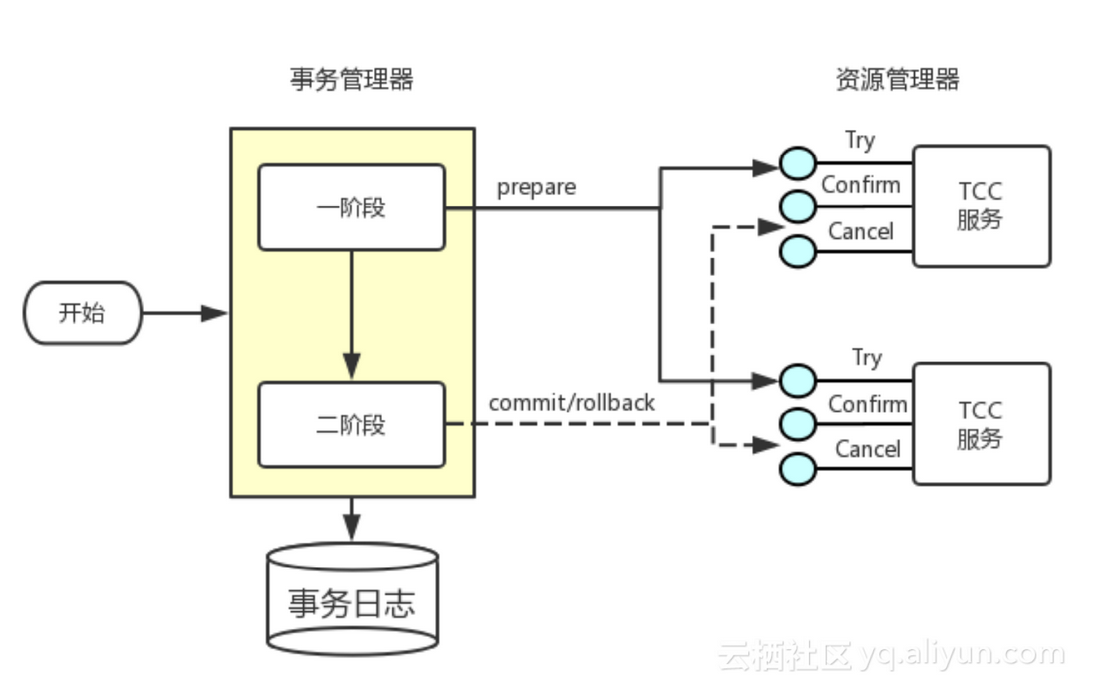 事务管理器
资源管理器
开始
一阶段
二阶段
prepare
commit/rollback
事务日志
Try
Confirm
Cancel
TCC
服务
Try
Confirm
Cancel
TCC
服务
云栖社区 yq.aliyun.com